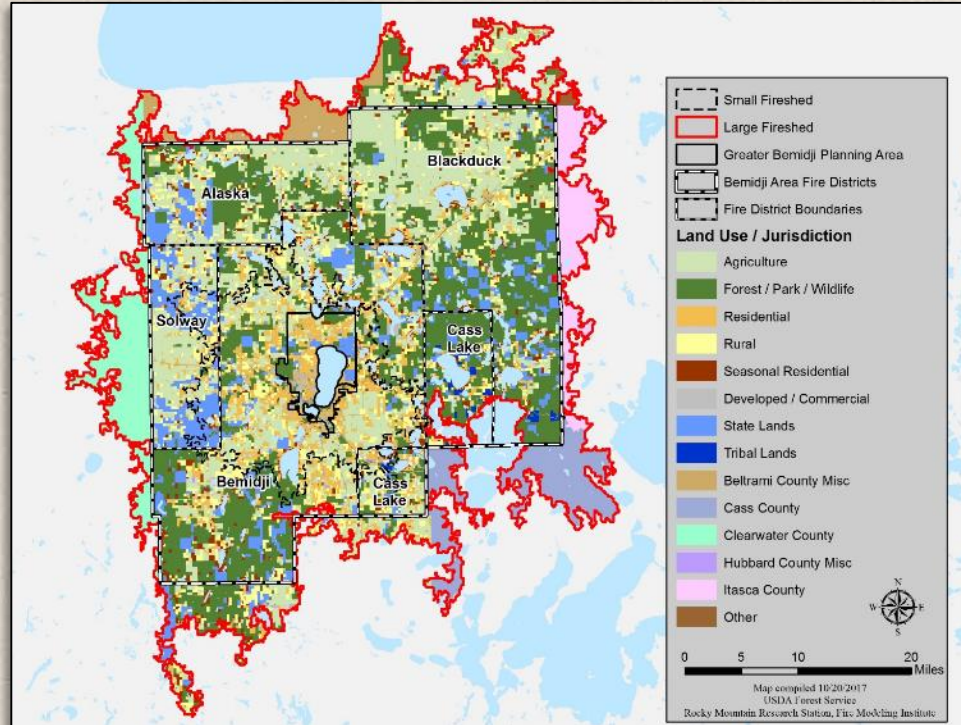 Blackduck
Alaska
Solway
Cass
Lake
Bemidji
Cass
Lake
Small Fireshed
Large Fireshed
Greater Bemidji Planning Area
Bemidji Area Fire Districts
Fire District Boundaries
Land Use / Jurisdiction
Agriculture
Forest / Park / Wildlife
Residential
Rural
Seasonal Residential
Developed / Commercial
State Lands
Tribal Lands
Beltrami County Misc
Cass County
Clearwater County
Hubbard County Misc
Itasca County
Other
N
W E
S
0 5 10 20
Miles
Map compiled 10/20/2017
USDA Forest Service
Rocky Mountain Research Station, Fire Modeling Institute